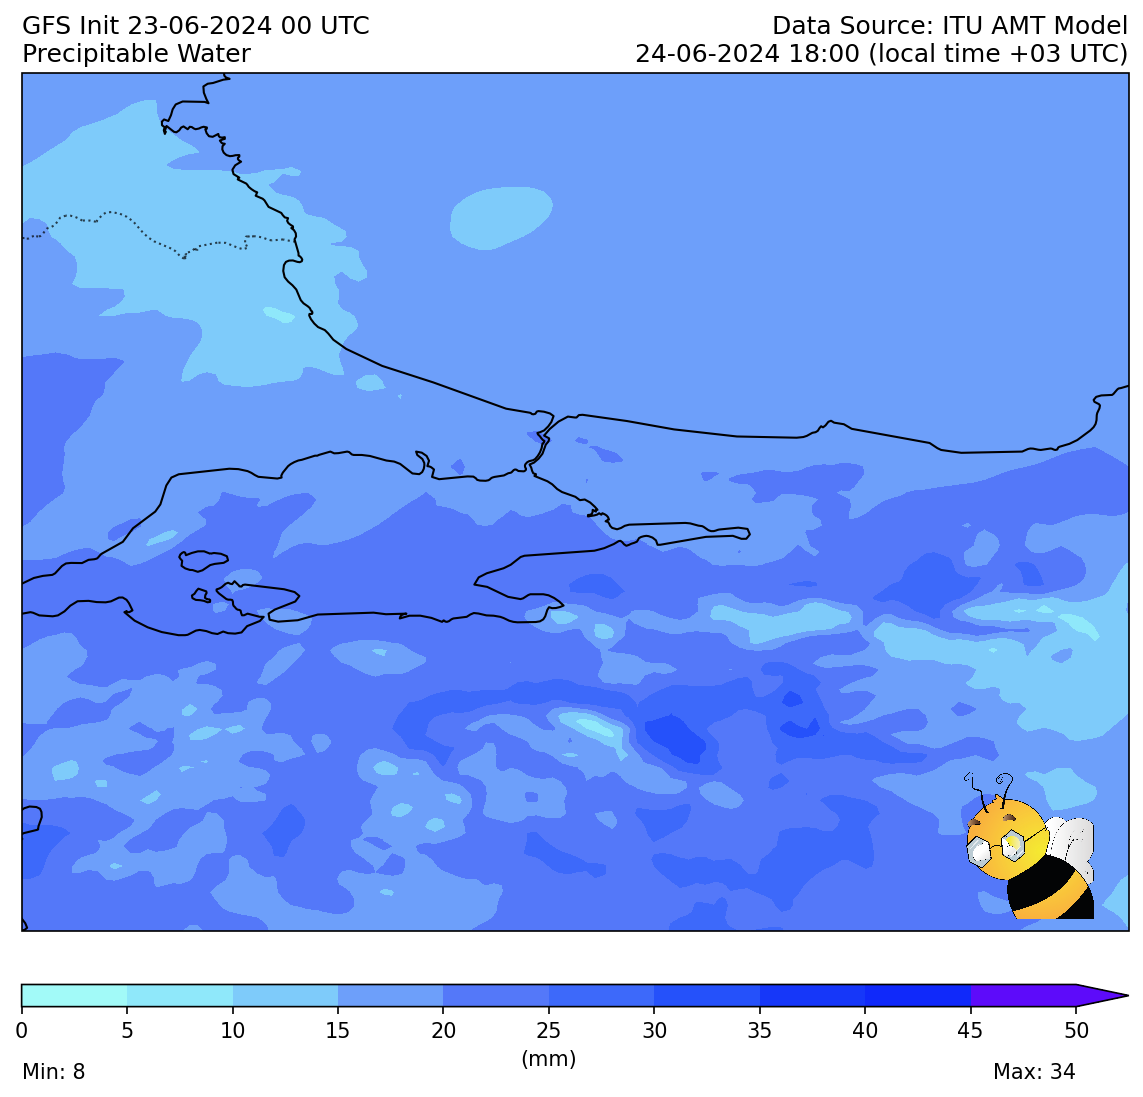 GFS Init 23-06-2024 00 UTC
Data Source: ITU AMT Model
Precipitable Water
24-06-2024 18:00 (local time +03 UTC)
0 5 10 15 20 25 30 35 40 45 50
(mm)
Min: 8
Max: 34